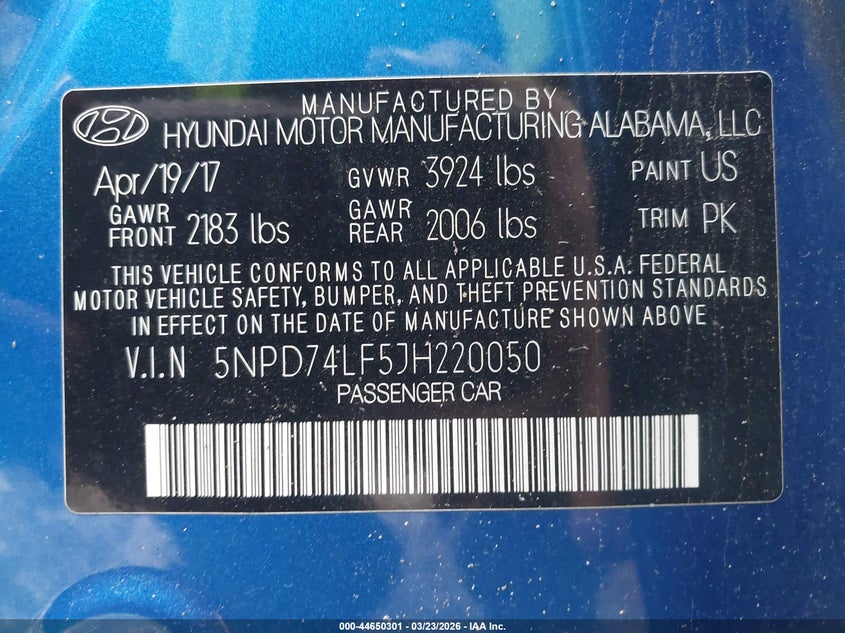 MANUFACTURED BY
HYUNDAI MOTOR MANUFACTURING ALABAMA, LLC
Apr/19/17 GVWR 3924 lbs PAINT US
GAWR FRONT 2183 lbs GAWR REAR 2006 lbs TRIM PK
THIS VEHICLE CONFORMS TO ALL APPLICABLE U.S.A. FEDERAL
MOTOR VEHICLE SAFETY, BUMPER, AND THEFT PREVENTION STANDARDS
IN EFFECT ON THE DATE OF MANUFACTURE SHOWN ABOVE
V.I.N 5NPD74LF5JH220050
PASSENGER CAR
000-44650301 - 03/23/2026 - IAA Inc.